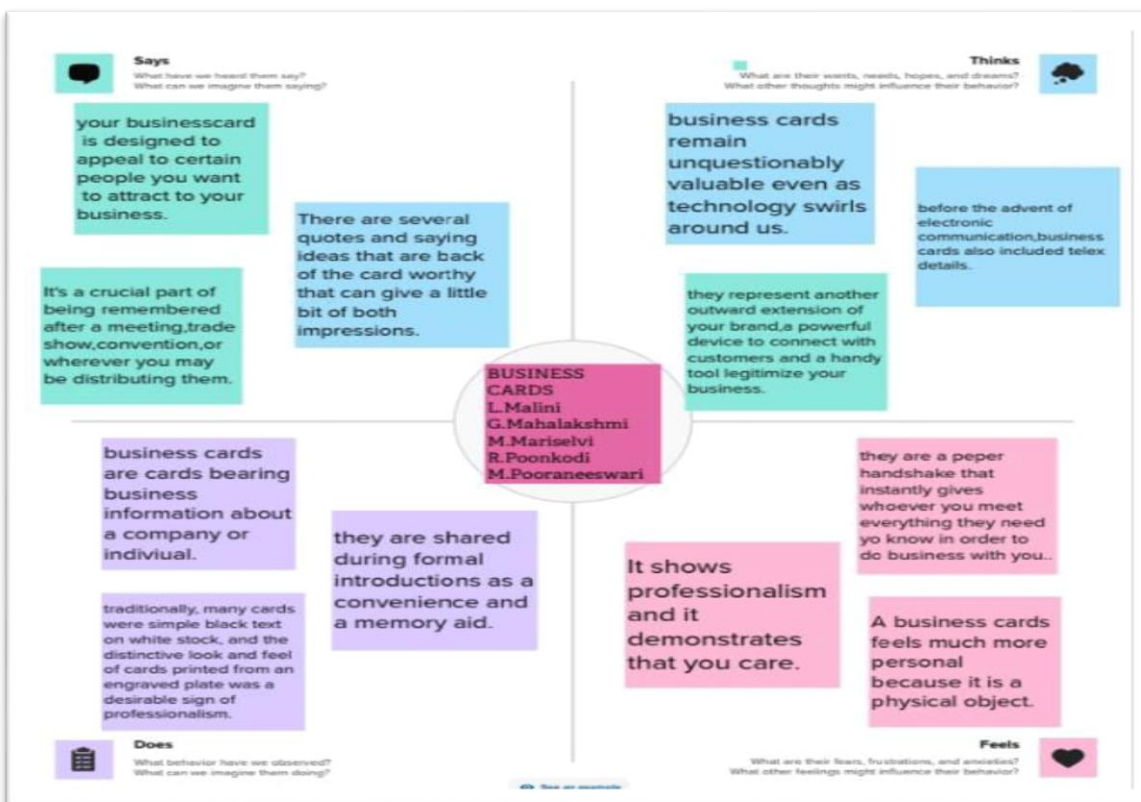 Says
What have we heard them say?
What can we imagine them saying?
your businesscard
is designed to
appeal to certain
people you want
to attract to your
business.
There are several
quotes and saying
ideas that are back
of the card worthy
that can give a little
bit of both
impressions.
It's a crucial part of
being remembered
after a meeting,trade
show,convention,or
wherever you may
be distributing them.
Thinks
What are their wants, needs, hopes, and dreams?
What other thoughts might influence their behavior?
business cards
remain
unquestionably
valuable even as
technology swirls
around us.
before the advent of
electronic
communication,business
cards also included telex
details.
they represent another
outward extension of
your brand,a powerful
device to connect with
customers and a handy
tool legitimize your
business.
BUSINESS
CARDS
L.Malini
G.Mahalakshmi
M.Mariselvi
R.Poonkodi
M.Pooraneeswari
business cards
are cards bearing
business
information about
a company or
indiviual.
they are shared
during formal
introductions as a
convenience and
a memory aid.
traditionally, many cards
were simple black text
on white stock, and the
distinctive look and feel
of cards printed from an
engraved plate was a
desirable sign of
professionalism.
Does
What behavior have we observed?
What can we imagine them doing?
they are a peper
handshake that
instantly gives
whoever you meet
everything they need
yo know in order to
do business with you..
It shows
professionalism
and it
demonstrates
that you care.
A business cards
feels much more
personal
because it is a
physical object.
Feels
What are their fears, frustrations, and anxieties?
What other feelings might influence their behavior?
See an example